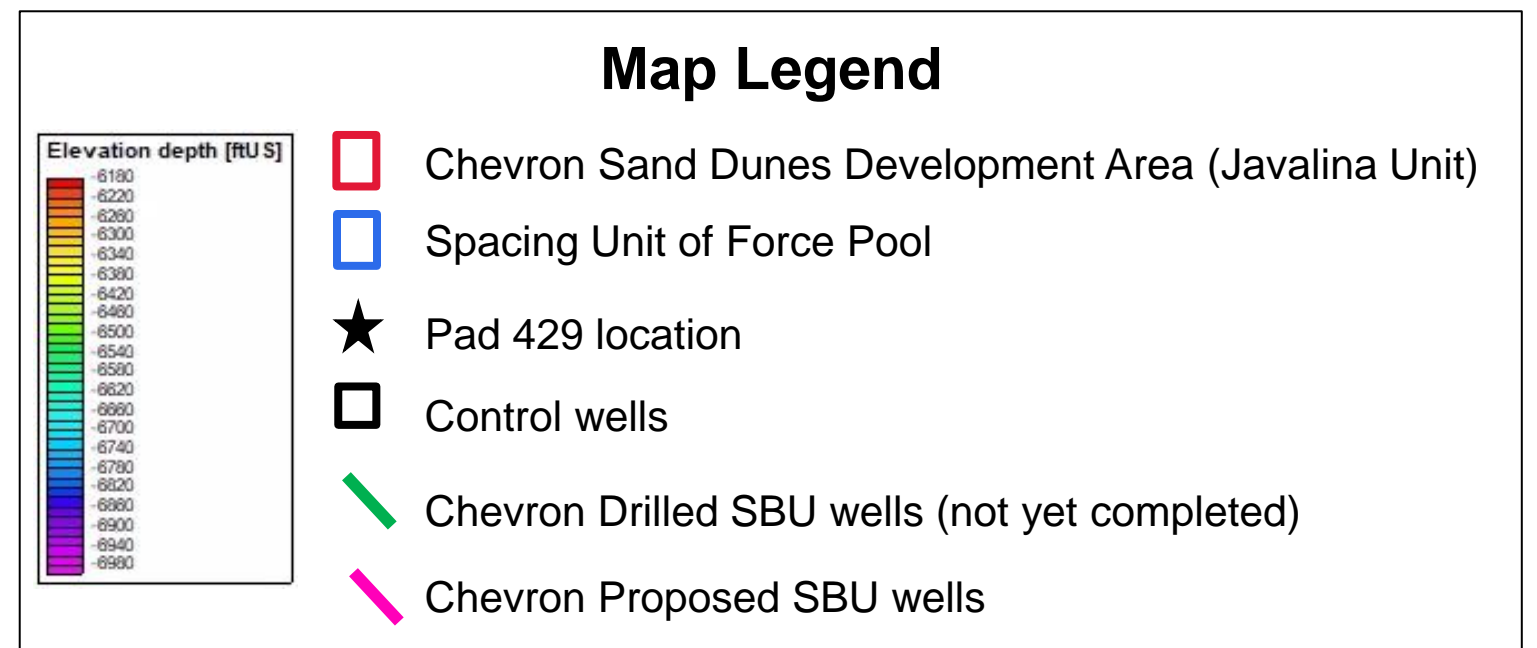 Map Legend
Elevation depth [ftUS]
-6180
-6220
-6260
-6300
-6340
-6380
-6420
-6460
-6500
-6540
-6580
-6620
-6660
-6700
-6740
-6780
-6820
-6860
-6900
-6940
-6980
Chevron Sand Dunes Development Area (Javalina Unit)
Spacing Unit of Force Pool
Pad 429 location
Control wells
Chevron Drilled SBU wells (not yet completed)
Chevron Proposed SBU wells